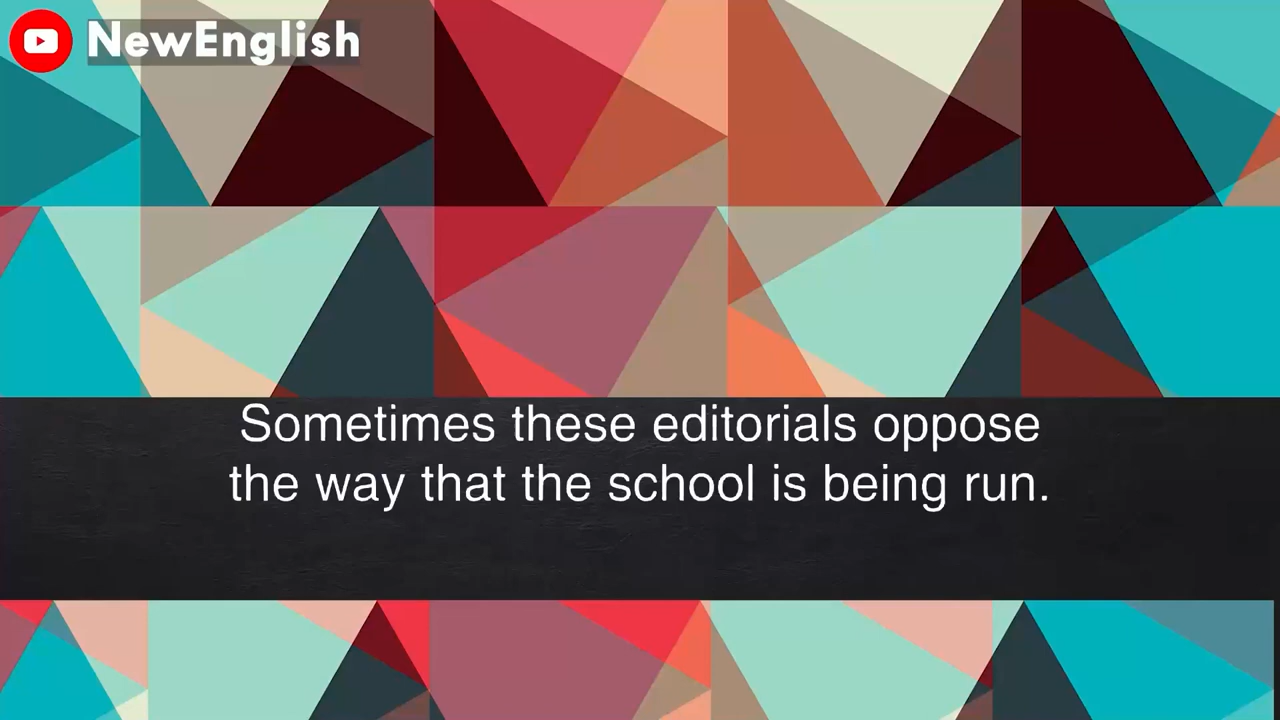 NewEnglish
Sometimes these editorials oppose
the way that the school is being run.